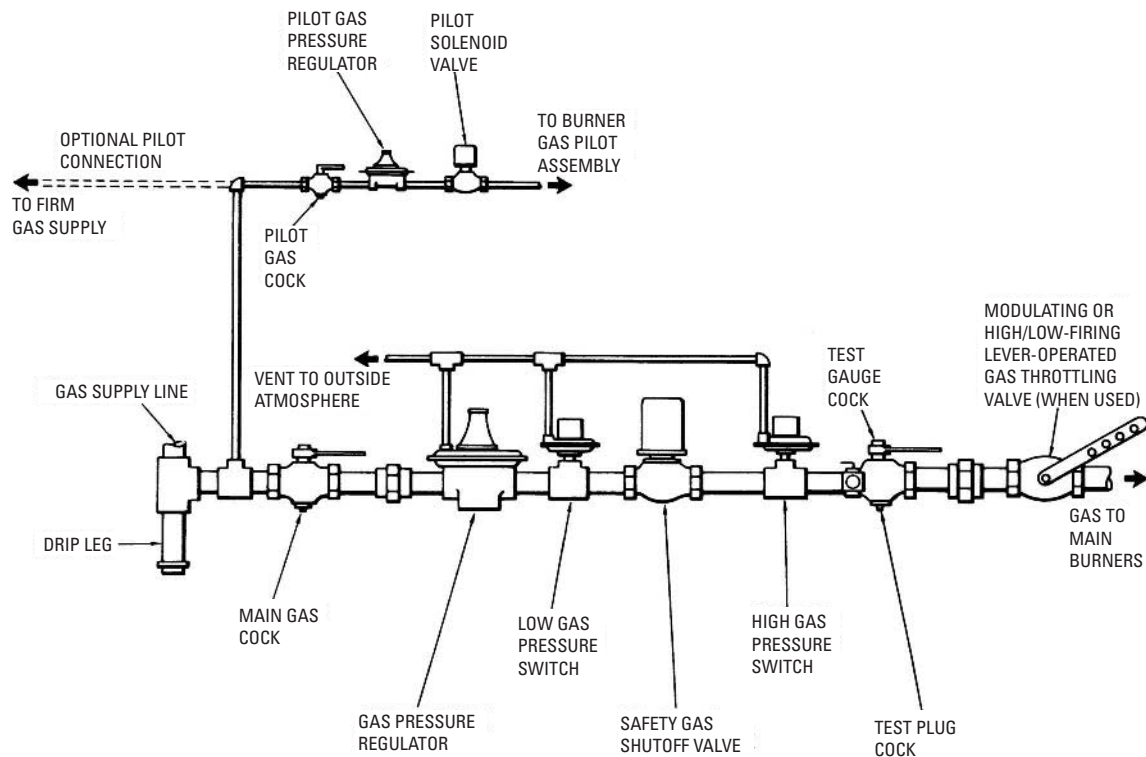 PILOT GAS
PRESSURE
REGULATOR
PILOT
SOLENOID
VALVE
OPTIONAL PILOT
CONNECTION
TO BURNER
GAS PILOT
ASSEMBLY
TO FIRM
GAS SUPPLY
PILOT
GAS
COCK
MODULATING OR
HIGH/LOW-FIRING
LEVER-OPERATED
GAS THROTTLING
VALVE (WHEN USED)
TEST
GAUGE
COCK
VENT TO OUTSIDE
ATMOSPHERE
GAS SUPPLY LINE
DRIP LEG
GAS TO
MAIN
BURNERS
MAIN GAS
COCK
LOW GAS
PRESSURE
SWITCH
HIGH GAS
PRESSURE
SWITCH
GAS PRESSURE
REGULATOR
SAFETY GAS
SHUTOFF VALVE
TEST PLUG
COCK